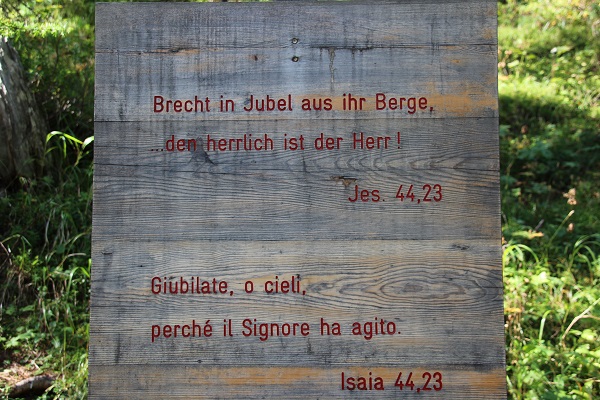 Brecht in Jubel aus ihr Berge,
...den herrlich ist der Herr!
Jes. 44,23
Giubilate, o cieli,
perché il Signore ha agito.
Isaia 44,23